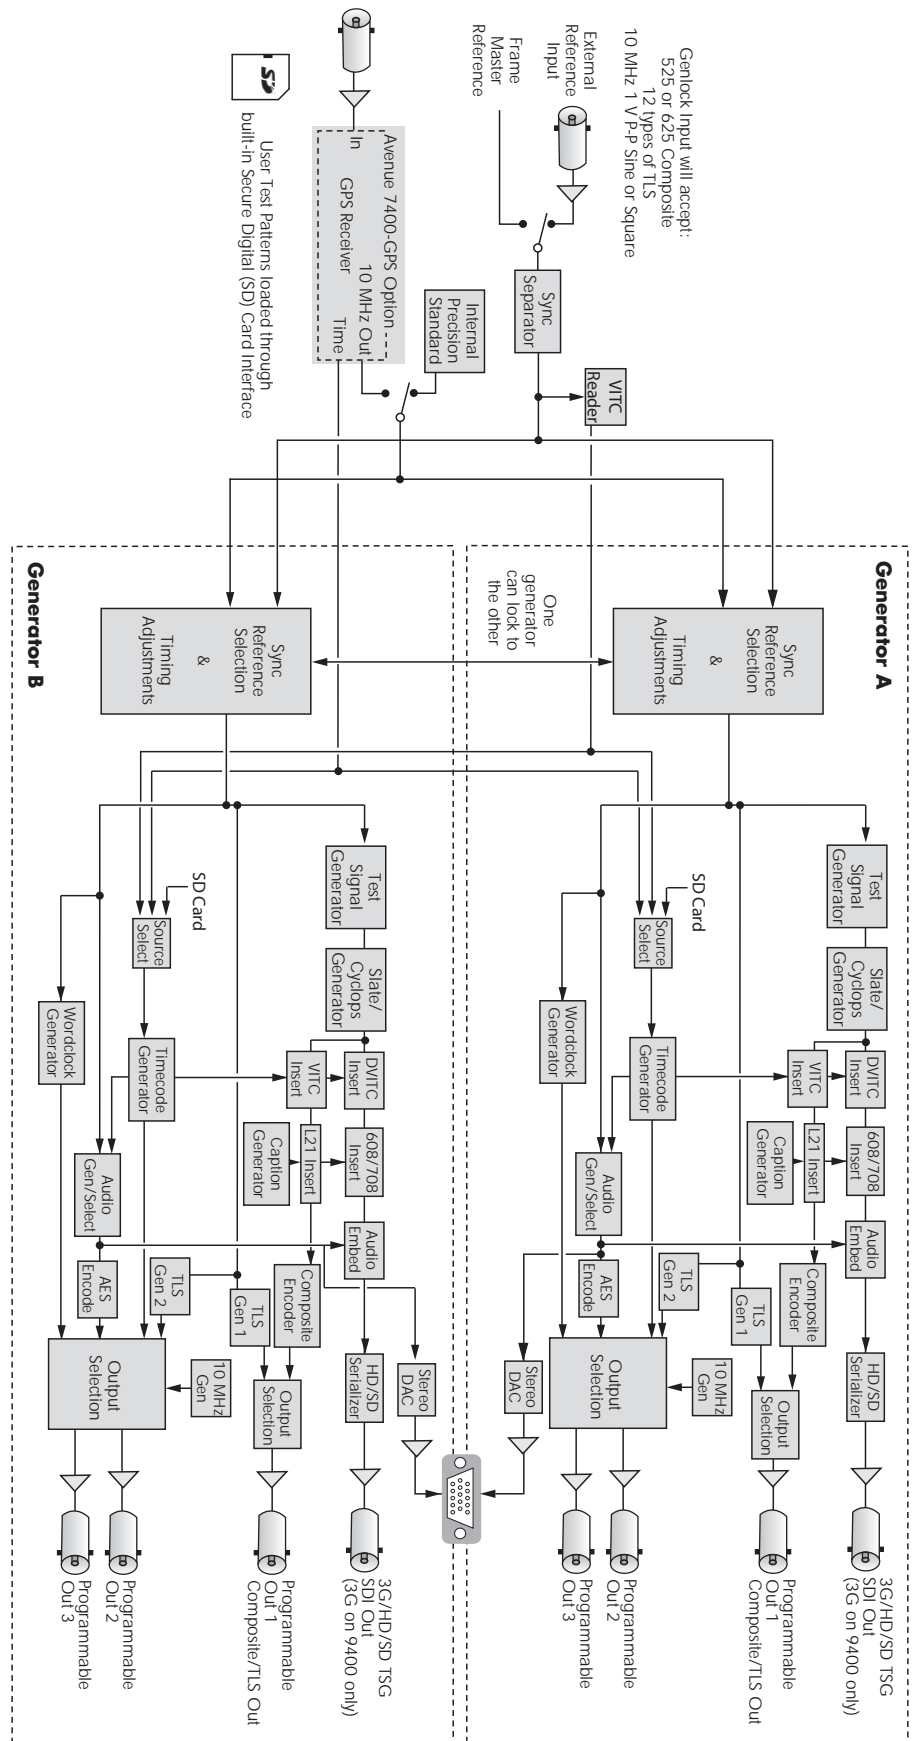 Genlock Input will accept:
525 or 625 Composite
12 types of TLS
10 MHz 1 V P-P Sine or Square
External
Reference
Input
Frame
Master
Reference
Sync
Separator
VITC
Reader
Internal
Precision
Standard
Avenue 7400-GPS Option
In
10 MHz Out
GPS Receiver
Time
SD
User Test Patterns loaded through
built-in Secure Digital (SD) Card Interface
Generator A
Sync
Reference
Selection
&
Timing
Adjustments
One
generator
can lock to
the other
Test
Signal
Generator
Slate/
Cyclops
Generator
DVITC
Insert
608/708
Insert
Audio
Embed
HD/SD
Serializer
3G/HD/SD TSG
SDI Out
(3G on 9400 only)
VITC
Insert
L21 Insert
Caption
Generator
Composite
Encoder
TLS
Gen 1
Output
Selection
Programmable
Out 1
Composite/TLS Out
SD Card
Source
Select
Timecode
Generator
TLS
Gen 2
10 MHz
Gen
Wordclock
Generator
Audio
Gen/Select
AES
Encode
Output
Selection
Programmable
Out 2
Programmable
Out 3
Stereo
DAC
Generator B
Sync
Reference
Selection
&
Timing
Adjustments
Test
Signal
Generator
Slate/
Cyclops
Generator
DVITC
Insert
608/708
Insert
Audio
Embed
Stereo
DAC
HD/SD
Serializer
3G/HD/SD TSG
SDI Out
(3G on 9400 only)
VITC
Insert
L21 Insert
Caption
Generator
Composite
Encoder
TLS
Gen 1
Output
Selection
Programmable
Out 1
Composite/TLS Out
SD Card
Source
Select
Timecode
Generator
TLS
Gen 2
10 MHz
Gen
Wordclock
Generator
Audio
Gen/Select
AES
Encode
Output
Selection
Programmable
Out 2
Programmable
Out 3